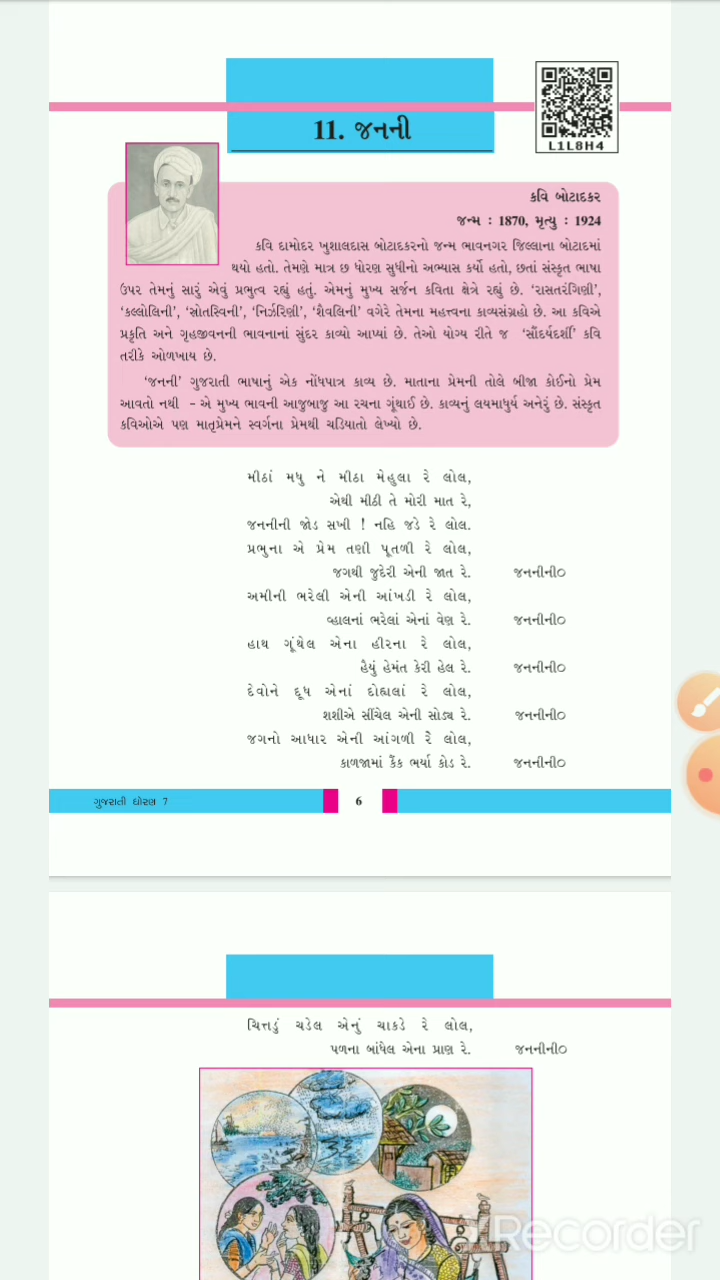 L1L8H4
11. જનની
કવિ બોટાદકર
જન્મ : 1870, મૃત્યુ : 1924
કવિ દામોદર ખુશાલદાસ બોટાદકરનો જન્મ ભાવનગર જિલ્લાના બોટાદમાં
થયો હતો. તેમણે માત્ર છ ધોરણ સુધીનો અભ્યાસ કર્યો હતો, છતાં સંસ્કૃત ભાષા
ઉપર તેમનું સારું એવું પ્રભુત્વ રહ્યું હતું. એમનું મુખ્ય સર્જન કવિતા ક્ષેત્રે રહ્યું છે. ‘રાસતરંગિણી’,
‘કલ્લોલિની’, ‘સ્રોતસ્વિની’, ‘નિર્ઝરિણી’, ‘શૈવલિની’ વગેરે તેમના મહત્ત્વના કાવ્યસંગ્રહો છે. આ કવિએ
પ્રકૃતિ અને ગૃહજીવનની ભાવનાનાં સુંદર કાવ્યો આપ્યાં છે. તેઓ યોગ્ય રીતે જ ‘સૌંદર્યદર્શી’ કવિ
તરીકે ઓળખાય છે.
‘જનની’ ગુજરાતી ભાષાનું એક નોંધપાત્ર કાવ્ય છે. માતાના પ્રેમની તોલે બીજા કોઈનો પ્રેમ
આવતો નથી – એ મુખ્ય ભાવની આજુબાજુ આ રચના ગૂંથાઈ છે. કાવ્યનું લયમાધુર્ય અનેરું છે. સંસ્કૃત
કવિઓએ પણ માતૃપ્રેમને સ્વર્ગના પ્રેમથી ચડિયાતો લેખ્યો છે.
મીઠાં મધુ ને મીઠા મેહુલા રે લોલ,
એથી મીઠી તે મોરી માત રે,
જનનીની જોડ સખી ! નહિ જડે રે લોલ.
પ્રભુના એ પ્રેમ તણી પૂતળી રે લોલ,
જગથી જુદેરી એની જાત રે. જનનીની૦
અમીની ભરેલી એની આંખડી રે લોલ,
વ્હાલનાં ભરેલાં એનાં વેણ રે. જનનીની૦
હાથ ગૂંથેલ એના હીરના રે લોલ,
હૈયું હેમંત કેરી હેલ રે. જનનીની૦
દેવોને દૂધ એનાં દોહ્યલાં રે લોલ,
શશીએ સીંચેલ એની સોડ્ય રે. જનનીની૦
જગનો આધાર એની આંગળી રે લોલ,
કાળજામાં કૈંક ભર્યા કોડ રે. જનનીની૦
ગુજરાતી ધોરણ 7
6
ચિત્તડું ચડેલ એનું ચાકડે રે લોલ,
પળના બાંધેલ એના પ્રાણ રે. જનનીની૦
Recorder